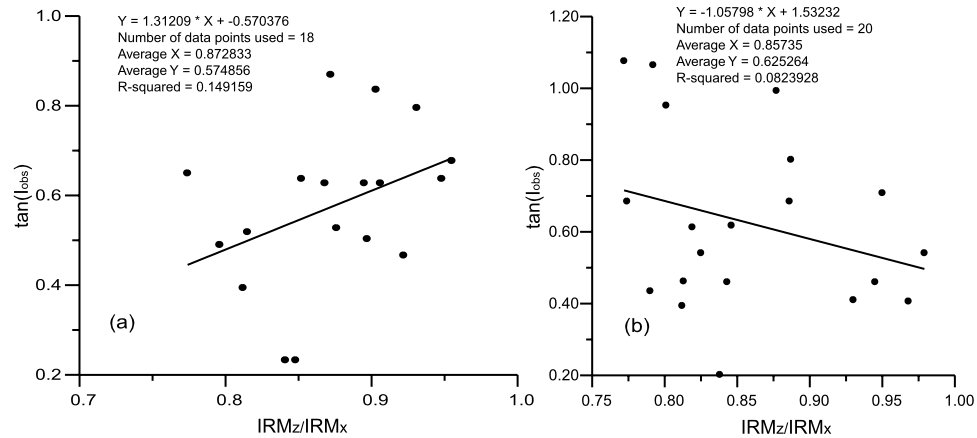 Y = 1.31209 * X + -0.570376
Number of data points used = 18
Average X = 0.872833
Average Y = 0.574856
R-squared = 0.149159
1.0
0.8
0.6
0.4
0.2
tan(Iobs)
(a)
0.7
0.8
0.9
1.0
IRMz/IRMx
Y = -1.05798 * X + 1.53232
Number of data points used = 20
Average X = 0.85735
Average Y = 0.625264
R-squared = 0.0823928
1.20
1.00
0.80
0.60
0.40
0.20
tan(Iobs)
(b)
0.75
0.80
0.85
0.90
0.95
1.00
IRMz/IRMx